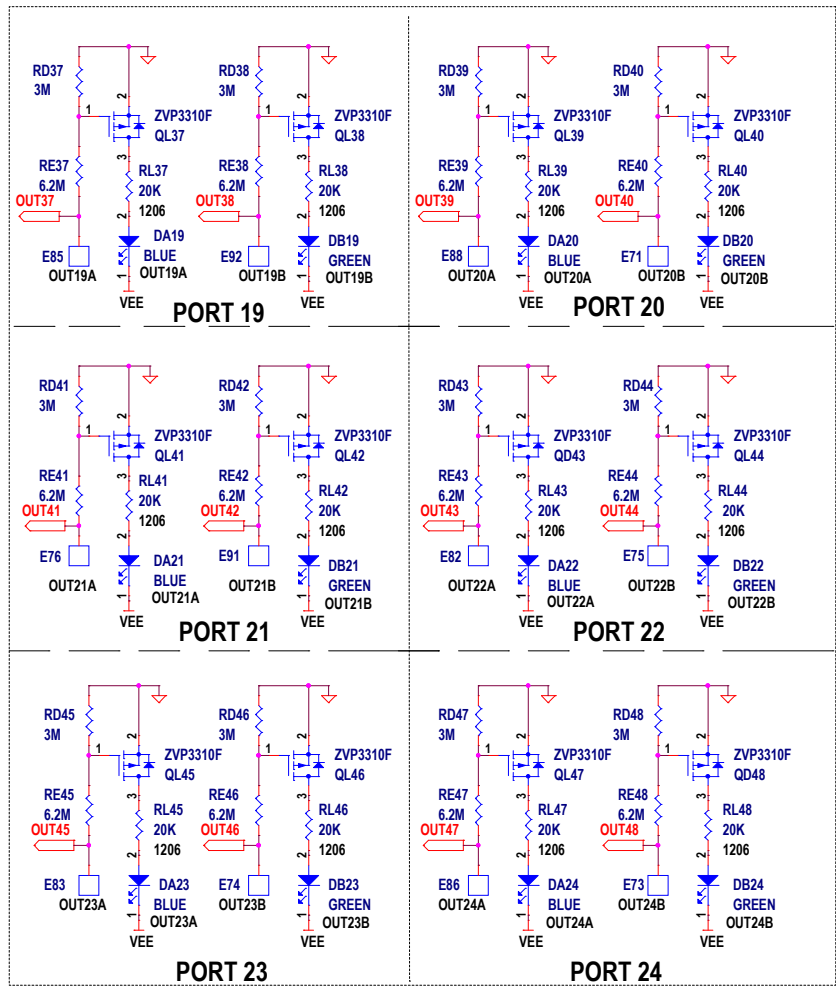 RD37
3M
1
2
ZVP3310F
QL37
3
RE37
6.2M
OUT37
RL37
20K
1206
2
E85
OUT19A
DA19
BLUE
OUT19A
1
VEE
RD38
3M
1
2
ZVP3310F
QL38
3
RE38
6.2M
OUT38
RL38
20K
1206
2
E92
OUT19B
DB19
GREEN
OUT19B
1
VEE
PORT 19
RD39
3M
1
2
ZVP3310F
QL39
3
RE39
6.2M
OUT39
RL39
20K
1206
2
E88
OUT20A
DA20
BLUE
OUT20A
1
VEE
RD40
3M
1
2
ZVP3310F
QL40
3
RE40
6.2M
OUT40
RL40
20K
1206
2
E71
OUT20B
DB20
GREEN
OUT20B
1
VEE
PORT 20
RD41
3M
1
2
ZVP3310F
QL41
3
RE41
6.2M
OUT41
RL41
20K
1206
2
E76
OUT21A
DA21
BLUE
OUT21A
1
VEE
RD42
3M
1
2
ZVP3310F
QL42
3
RE42
6.2M
OUT42
RL42
20K
1206
2
E91
OUT21B
DB21
GREEN
OUT21B
1
VEE
PORT 21
RD43
3M
1
2
ZVP3310F
QD43
3
RE43
6.2M
OUT43
RL43
20K
1206
2
E82
OUT22A
DA22
BLUE
OUT22A
1
VEE
RD44
3M
1
2
ZVP3310F
QL44
3
RE44
6.2M
OUT44
RL44
20K
1206
2
E75
OUT22B
DB22
GREEN
OUT22B
1
VEE
PORT 22
RD45
3M
1
2
ZVP3310F
QL45
3
RE45
6.2M
OUT45
RL45
20K
1206
2
E83
OUT23A
DA23
BLUE
OUT23A
1
VEE
RD46
3M
1
2
ZVP3310F
QL46
3
RE46
6.2M
OUT46
RL46
20K
1206
2
E74
OUT23B
DB23
GREEN
OUT23B
1
VEE
PORT 23
RD47
3M
1
2
ZVP3310F
QL47
3
RE47
6.2M
OUT47
RL47
20K
1206
2
E86
OUT24A
DA24
BLUE
OUT24A
1
VEE
RD48
3M
1
2
ZVP3310F
QD48
3
RE48
6.2M
OUT48
RL48
20K
1206
2
E73
OUT24B
DB24
GREEN
OUT24B
1
VEE
PORT 24